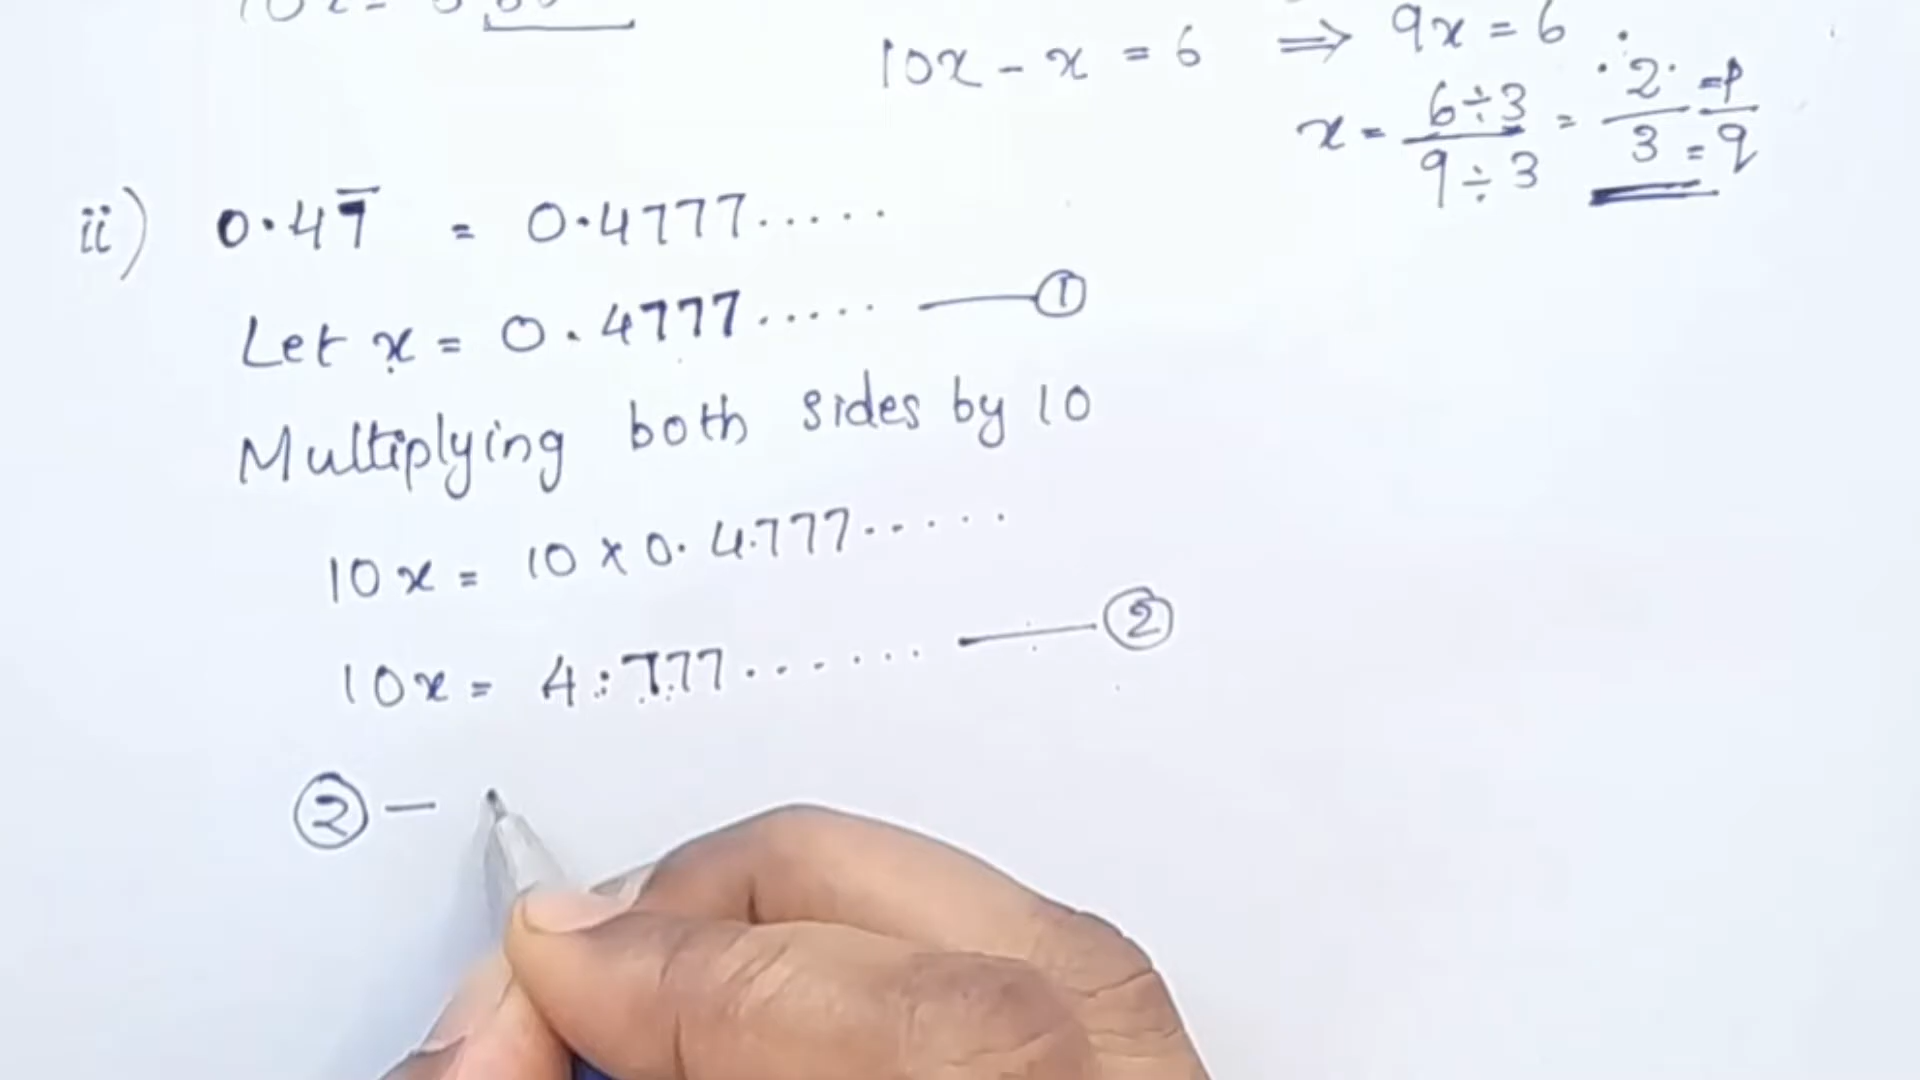 10x - x = 6 ⟹ 9x = 6
x = 6÷3 / 9÷3 = 2/3 = p/q
ii) 0.47̅ = 0.4777.....
Let x = 0.4777..... —— ①
Multiplying both sides by 10
10x = 10 × 0.4777.....
10x = 4.777...... —— ②
② —